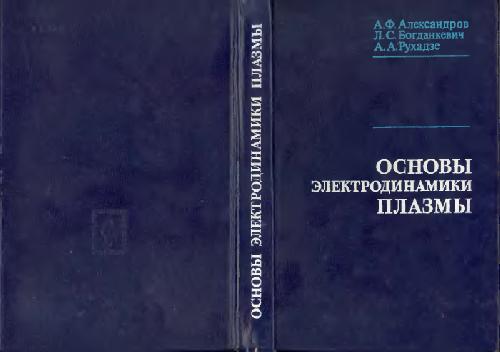 А.Ф.Александров
Л.С.Богданкевич
А.А.Рухадзе
ОСНОВЫ
ЭЛЕКТРОДИНАМИКИ
ПЛАЗМЫ
ОСНОВЫ ЭЛЕКТРОДИНАМИКИ ПЛАЗМЫ